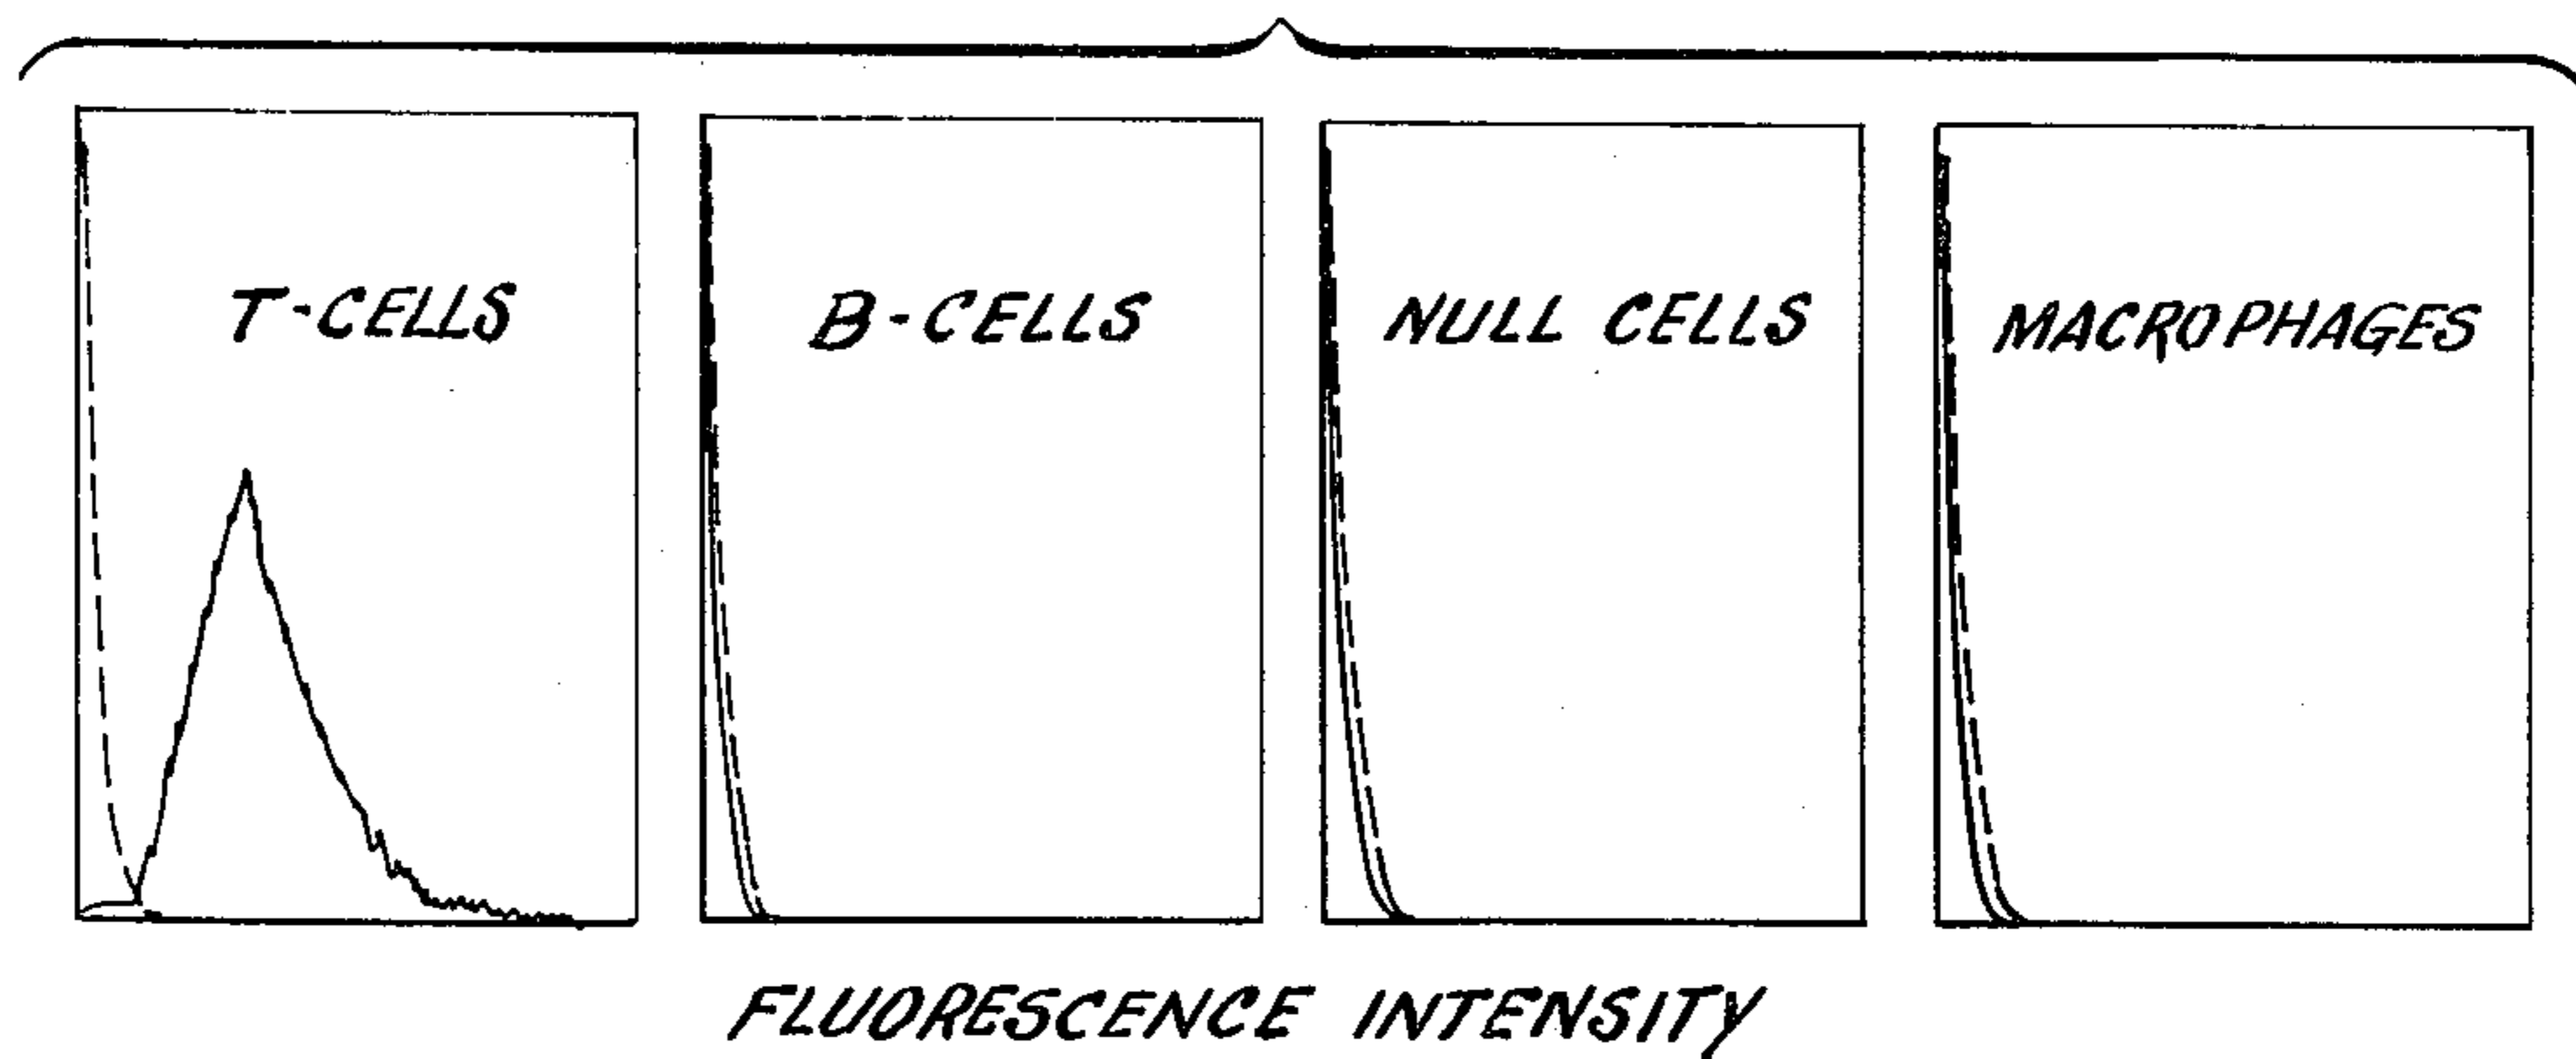 T-CELLS
B-CELLS
NULL CELLS
MACROPHAGES
FLUORESCENCE INTENSITY